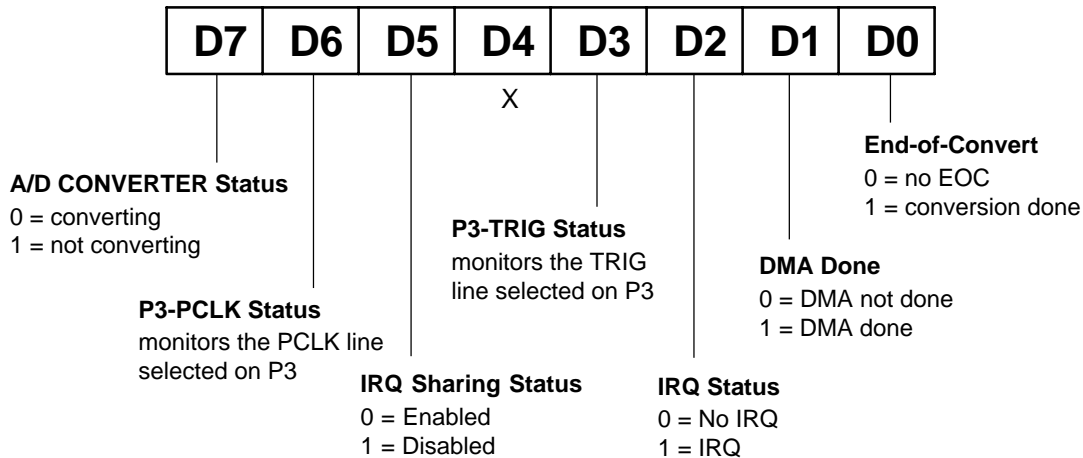 D7 D6 D5 D4 D3 D2 D1 D0
X
A/D CONVERTER Status
0 = converting
1 = not converting
P3-PCLK Status
monitors the PCLK line
selected on P3
IRQ Sharing Status
0 = Enabled
1 = Disabled
P3-TRIG Status
monitors the TRIG
line selected on P3
IRQ Status
0 = No IRQ
1 = IRQ
DMA Done
0 = DMA not done
1 = DMA done
End-of-Convert
0 = no EOC
1 = conversion done